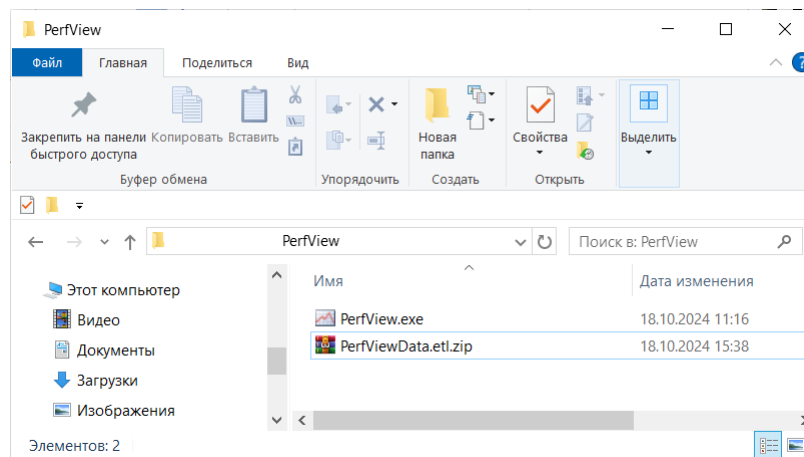 PerfView
Файл Главная Поделиться Вид
Закрепить на панели быстрого доступа
Копировать
Вставить
Новая папка
Свойства
Выделить
Буфер обмена Упорядочить Создать Открыть
PerfView
Поиск в: PerfView
Имя Дата изменения
Этот компьютер
Видео
Документы
Загрузки
Изображения
PerfView.exe 18.10.2024 11:16
PerfViewData.etl.zip 18.10.2024 15:38
Элементов: 2